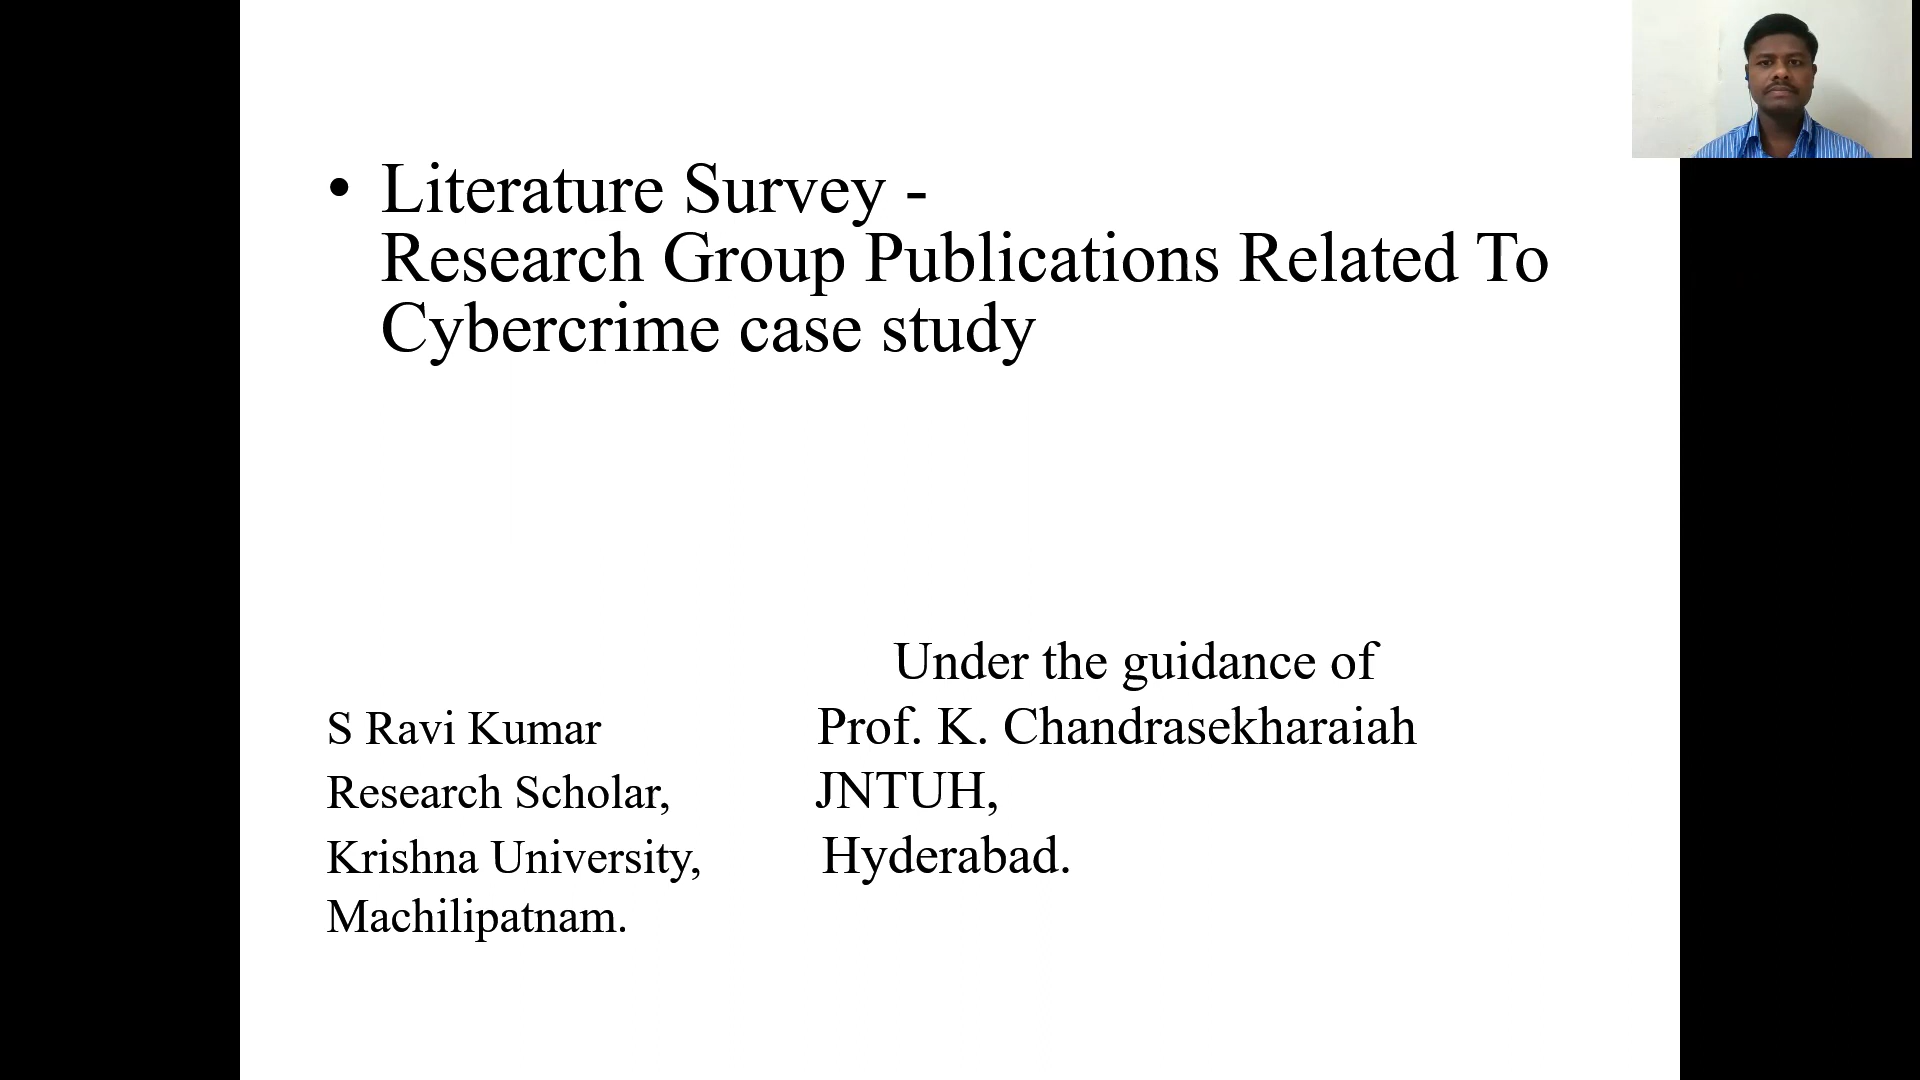 • Literature Survey -
Research Group Publications Related To
Cybercrime case study
Under the guidance of
S Ravi Kumar Prof. K. Chandrasekharaiah
Research Scholar, JNTUH,
Krishna University, Hyderabad.
Machilipatnam.